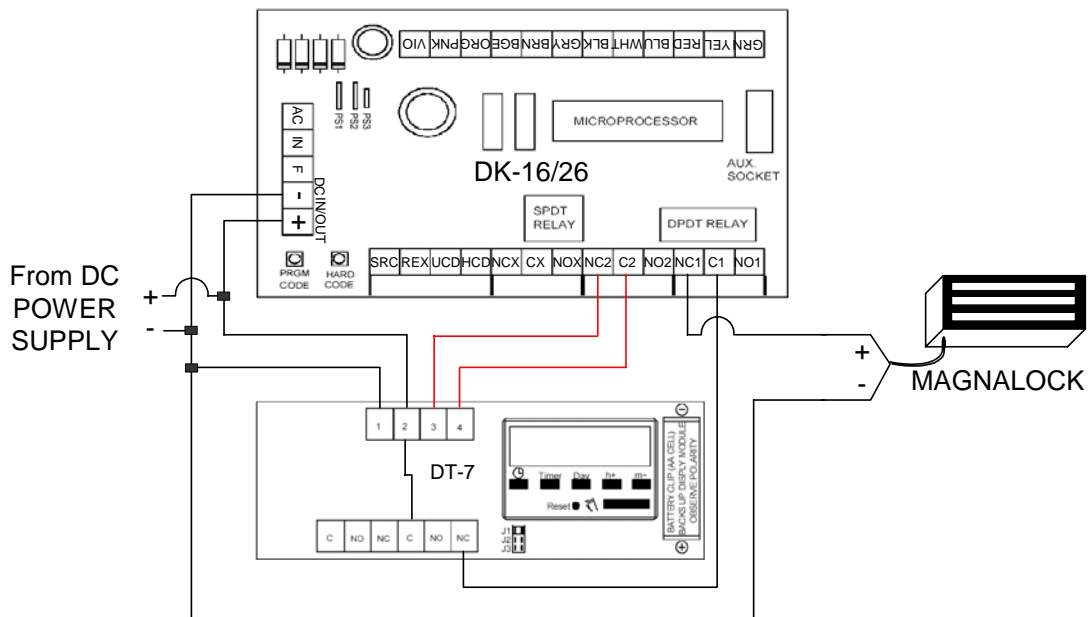 VIO PNK ORG BGE BRN GRY BLK WHT BLU RED YEL GRN
PS1 PS2 PS3
AC IN F - +
DC IN/OUT
MICROPROCESSOR
AUX.
SOCKET
DK-16/26
SPDT
RELAY
DPDT RELAY
PRGM
CODE
HARD
CODE
SRC REX UCD HCD NCX CX NOX NC2 C2 NO2 NC1 C1 NO1
From DC
POWER
SUPPLY
+
-
+
-
MAGNALOCK
1 2 3 4
DT-7
Timer Day h+ m+
Reset
C NO NC C NO NC
J1
J2
J3
BATTERY CLIP (AA CELL)
BACKS UP DISPLY MODULE
OBSERVE POLARITY
-
+